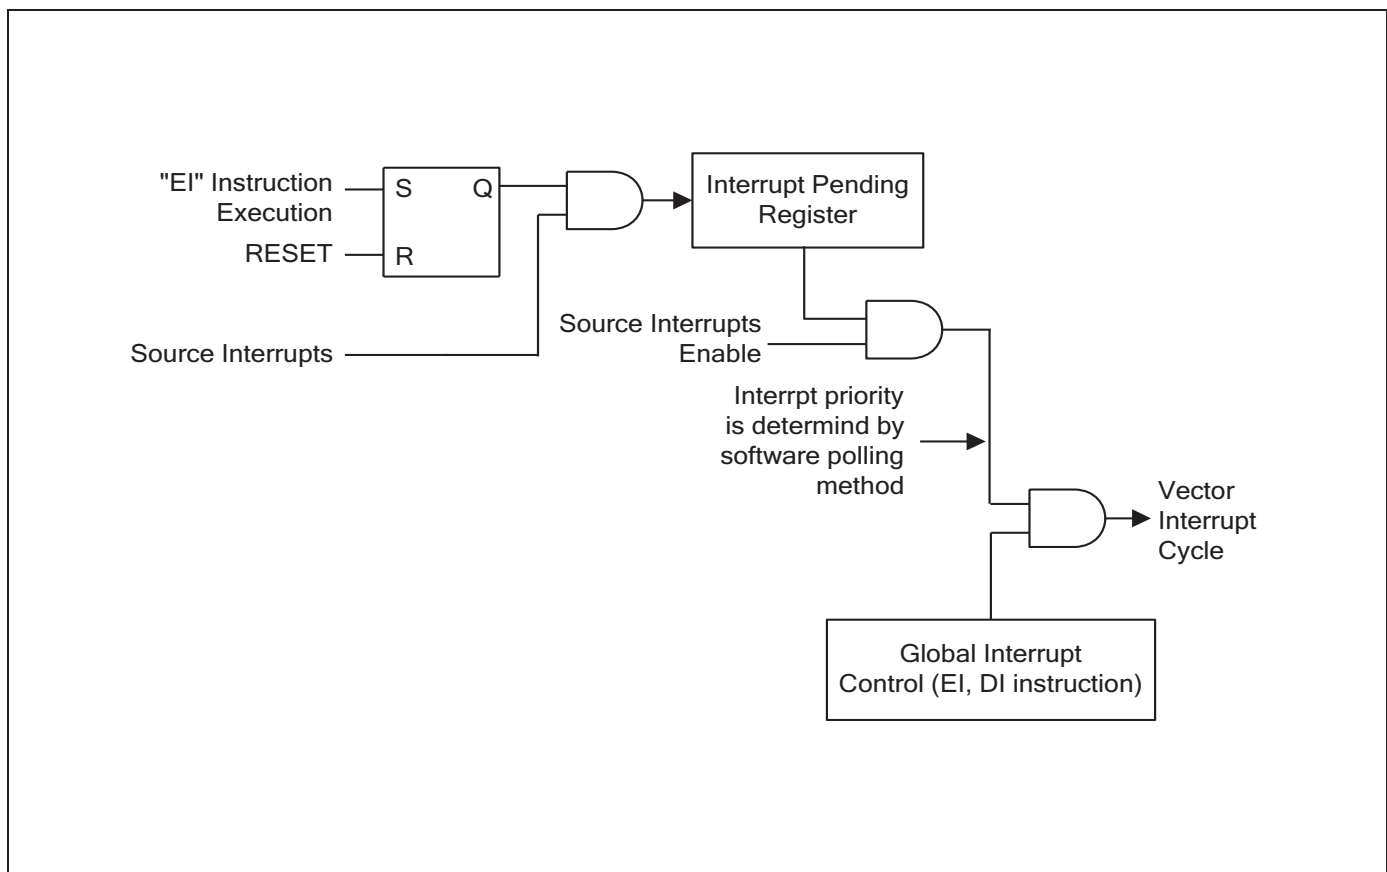 "EI" Instruction
Execution
RESET
S
Q
R
Interrupt Pending
Register
Source Interrupts
Source Interrupts
Enable
Interrpt priority
is determind by
software polling
method
Vector
Interrupt
Cycle
Global Interrupt
Control (EI, DI instruction)